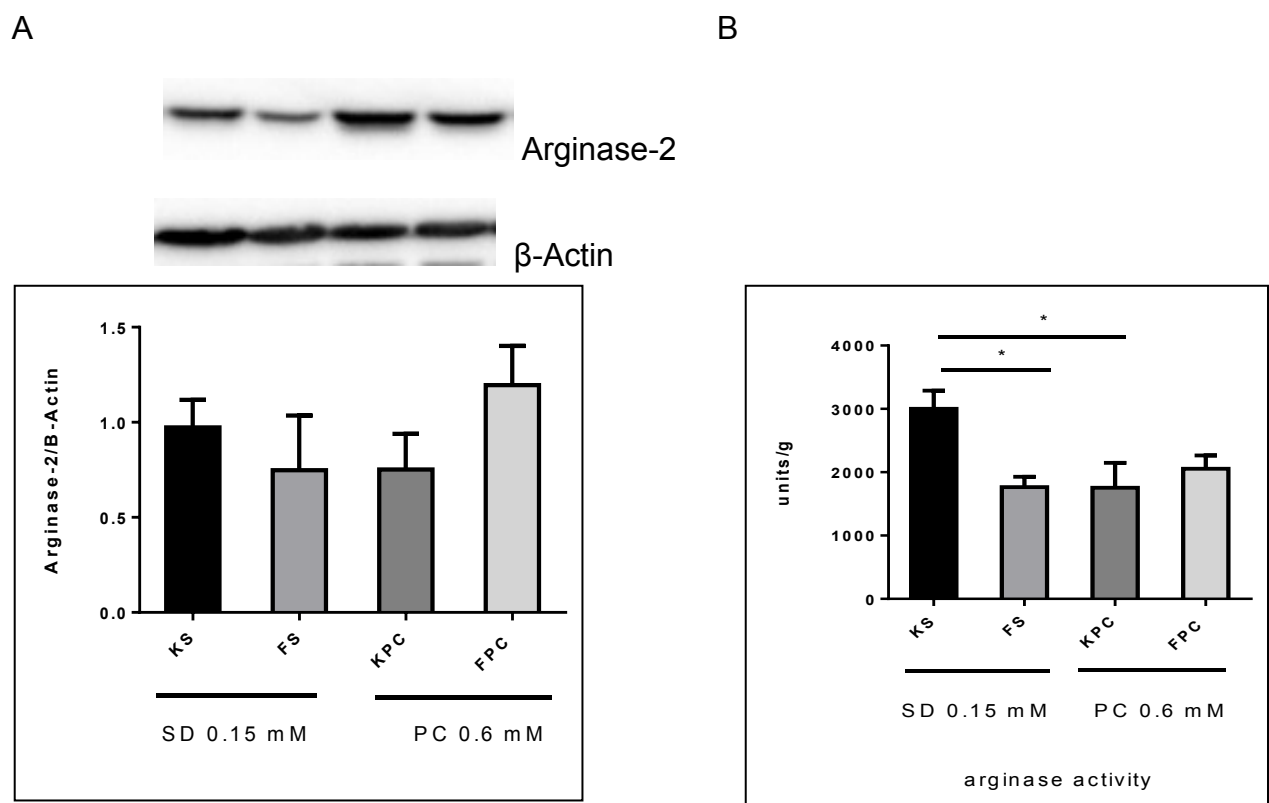 A
B
Arginase-2
β-Actin
Arginase-2/B-Actin
1.5
1.0
0.5
0.0
KS
FS
KPC
FPC
SD 0.15 mM
PC 0.6 mM
units/g
4000
3000
2000
1000
0
*
*
KS
FS
KPC
FPC
SD 0.15 mM
PC 0.6 mM
arginase activity